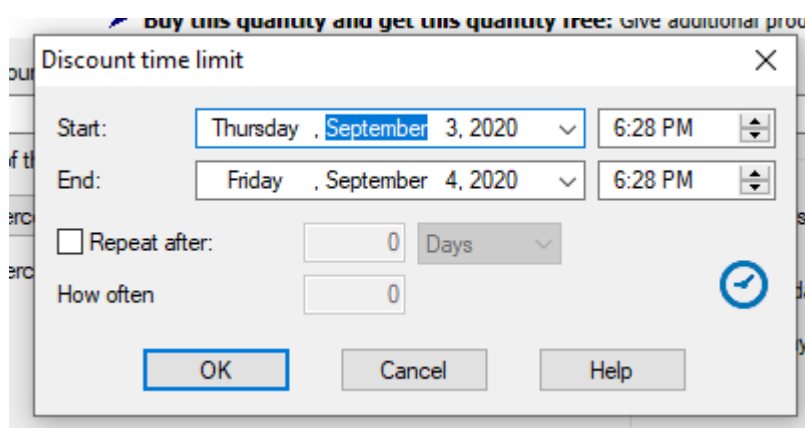 Buy this quantity and get this quantity free: Give additional prod
Discount time limit
Start: Thursday , September 3, 2020 6:28 PM
End: Friday , September 4, 2020 6:28 PM
Repeat after: 0 Days
How often 0
OK Cancel Help